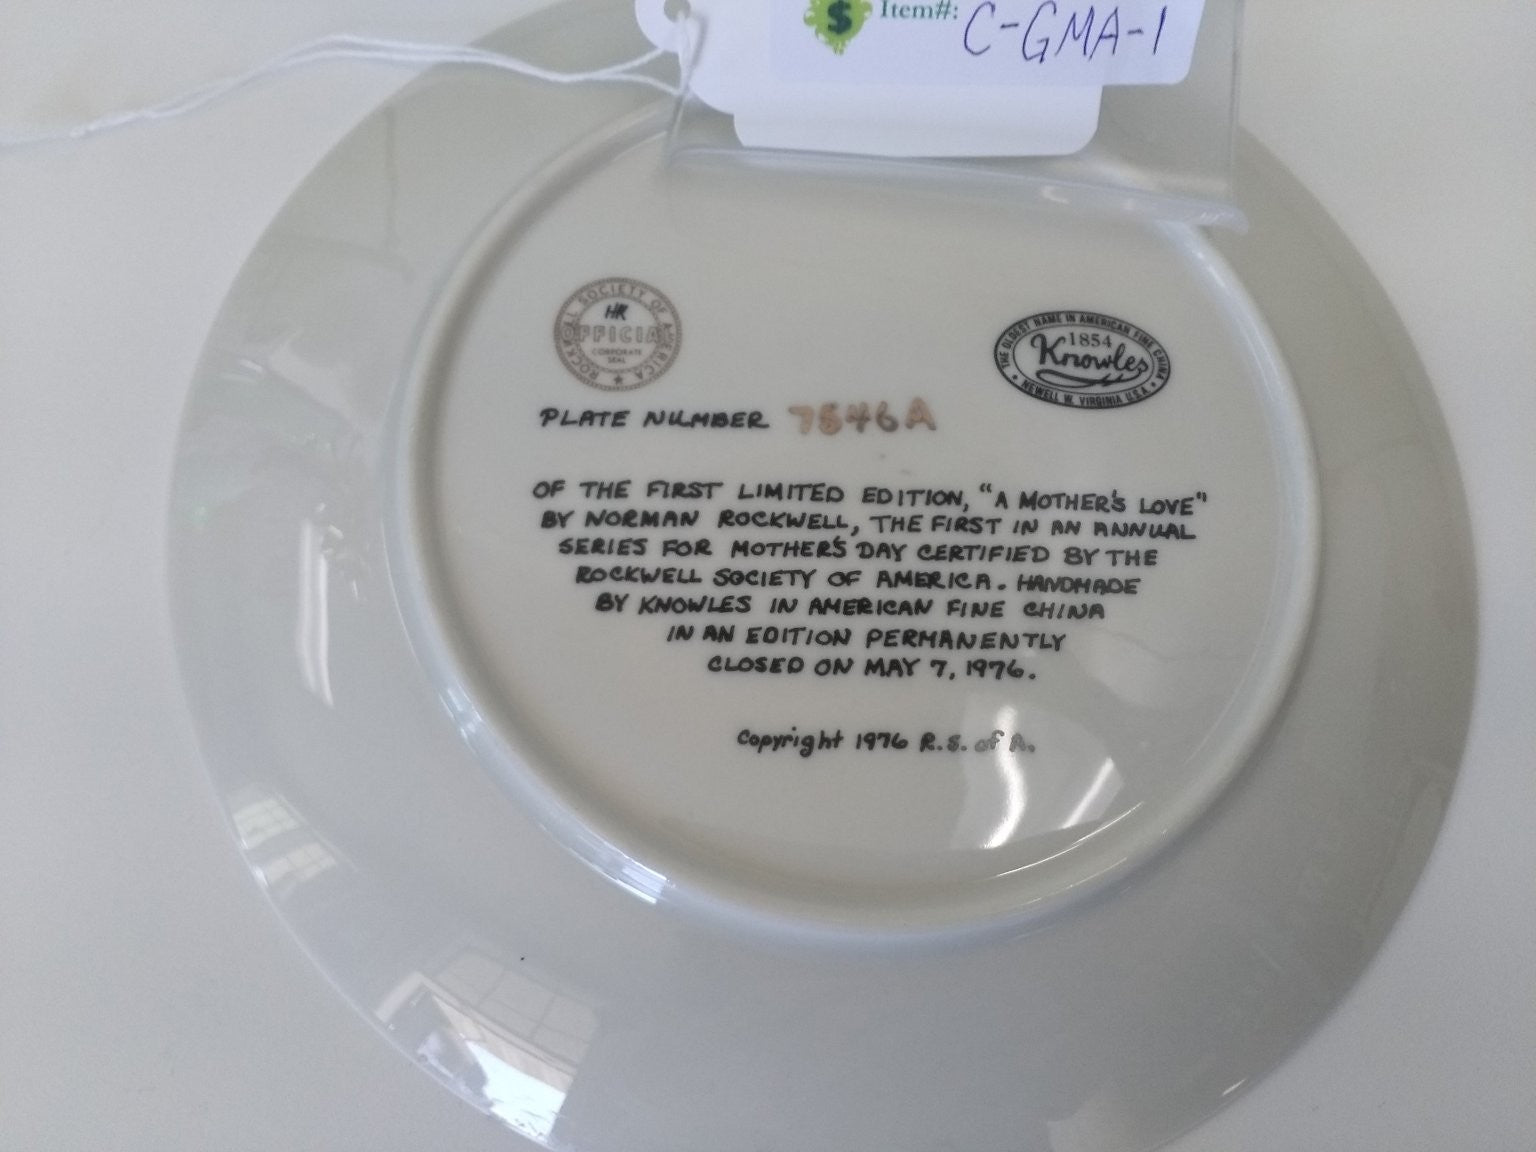 $ Item#: C-GMA-1
ROCKWELL SOCIETY OF AMERICA
HR
OFFICIAL
CORPORATE
SEAL
THE OLDEST NAME IN AMERICAN FINE CHINA
1854
Knowles
NEWELL W. VIRGINIA U.S.A.
PLATE NUMBER 7546A
OF THE FIRST LIMITED EDITION, "A MOTHER'S LOVE"
BY NORMAN ROCKWELL, THE FIRST IN AN ANNUAL
SERIES FOR MOTHER'S DAY CERTIFIED BY THE
ROCKWELL SOCIETY OF AMERICA. HANDMADE
BY KNOWLES IN AMERICAN FINE CHINA
IN AN EDITION PERMANENTLY
CLOSED ON MAY 7, 1976.
Copyright 1976 R.S. of A.